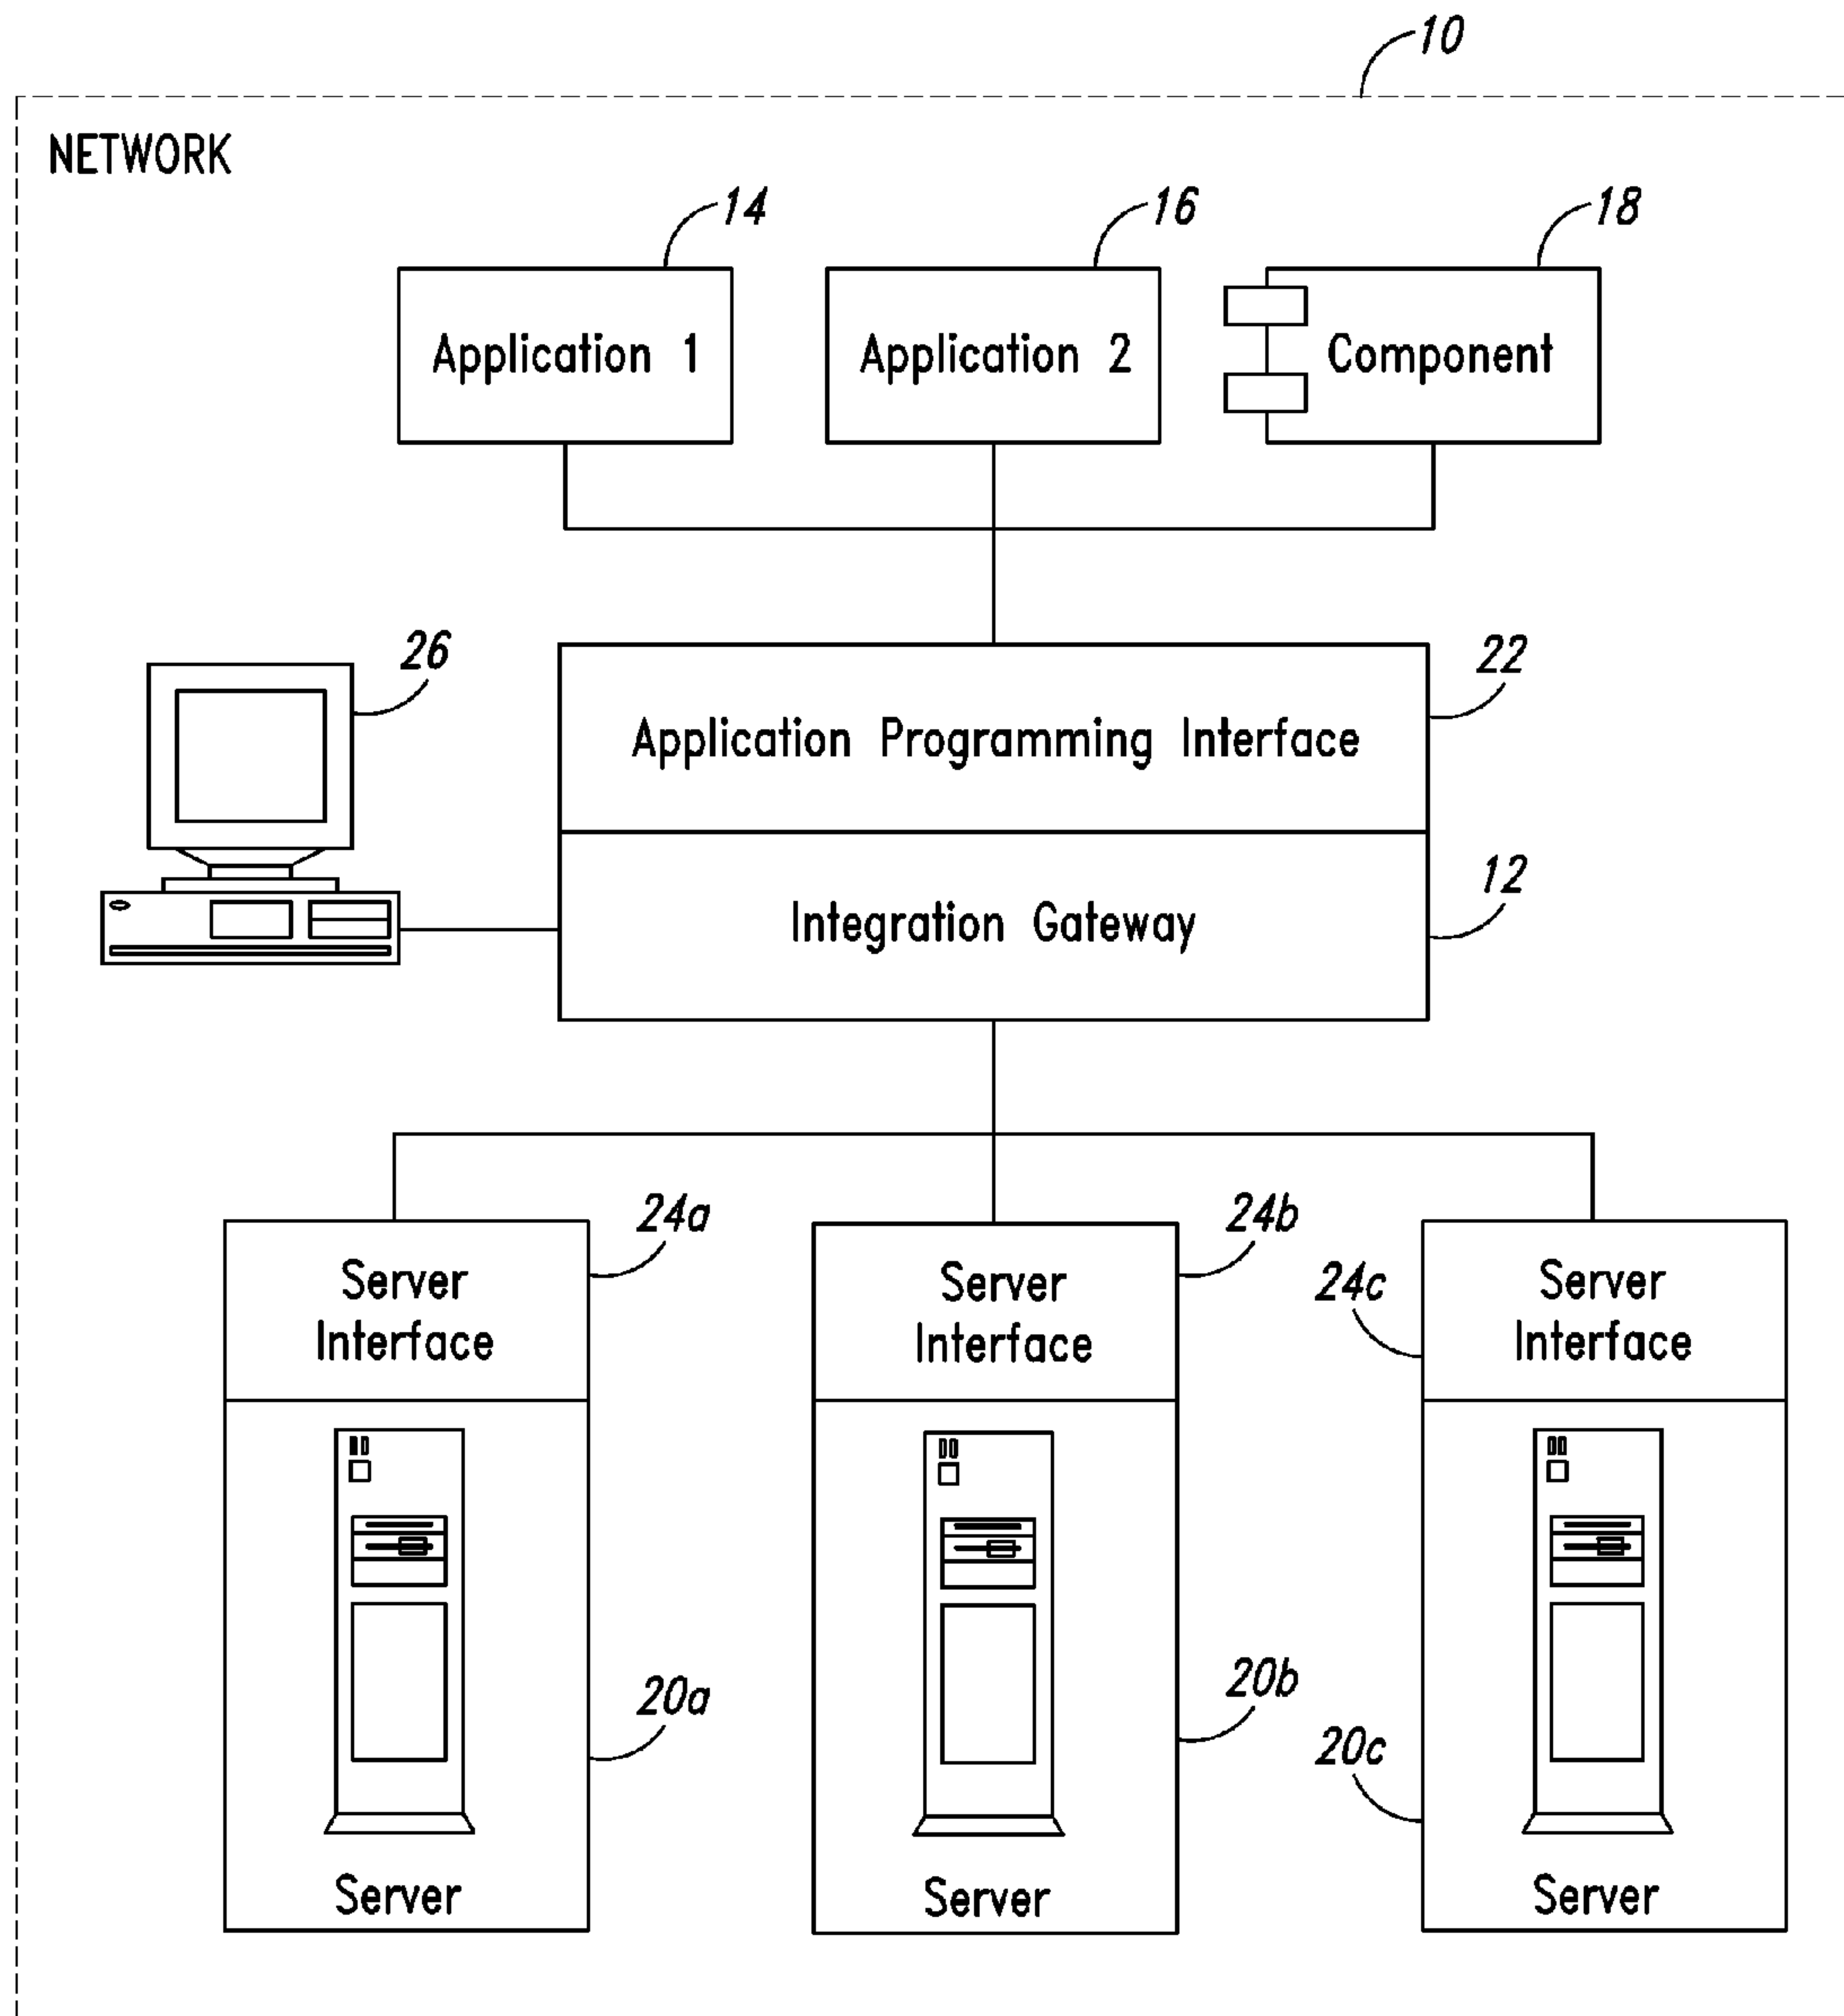 10
NETWORK
14
16
18
Application 1
Application 2
Component
26
22
Application Programming Interface
12
Integration Gateway
24a
24b
24c
Server
Interface
Server
Interface
Server
Interface
20a
20b
20c
Server
Server
Server